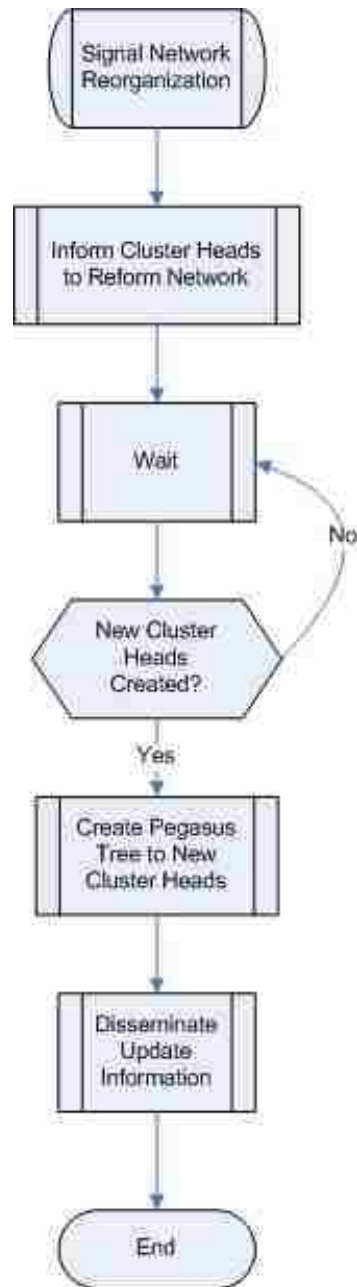 Signal Network
Reorganization
Inform Cluster Heads
to Reform Network
Wait
No
New Cluster
Heads
Created?
Yes
Create Pegasus
Tree to New
Cluster Heads
Disseminate
Update
Information
End